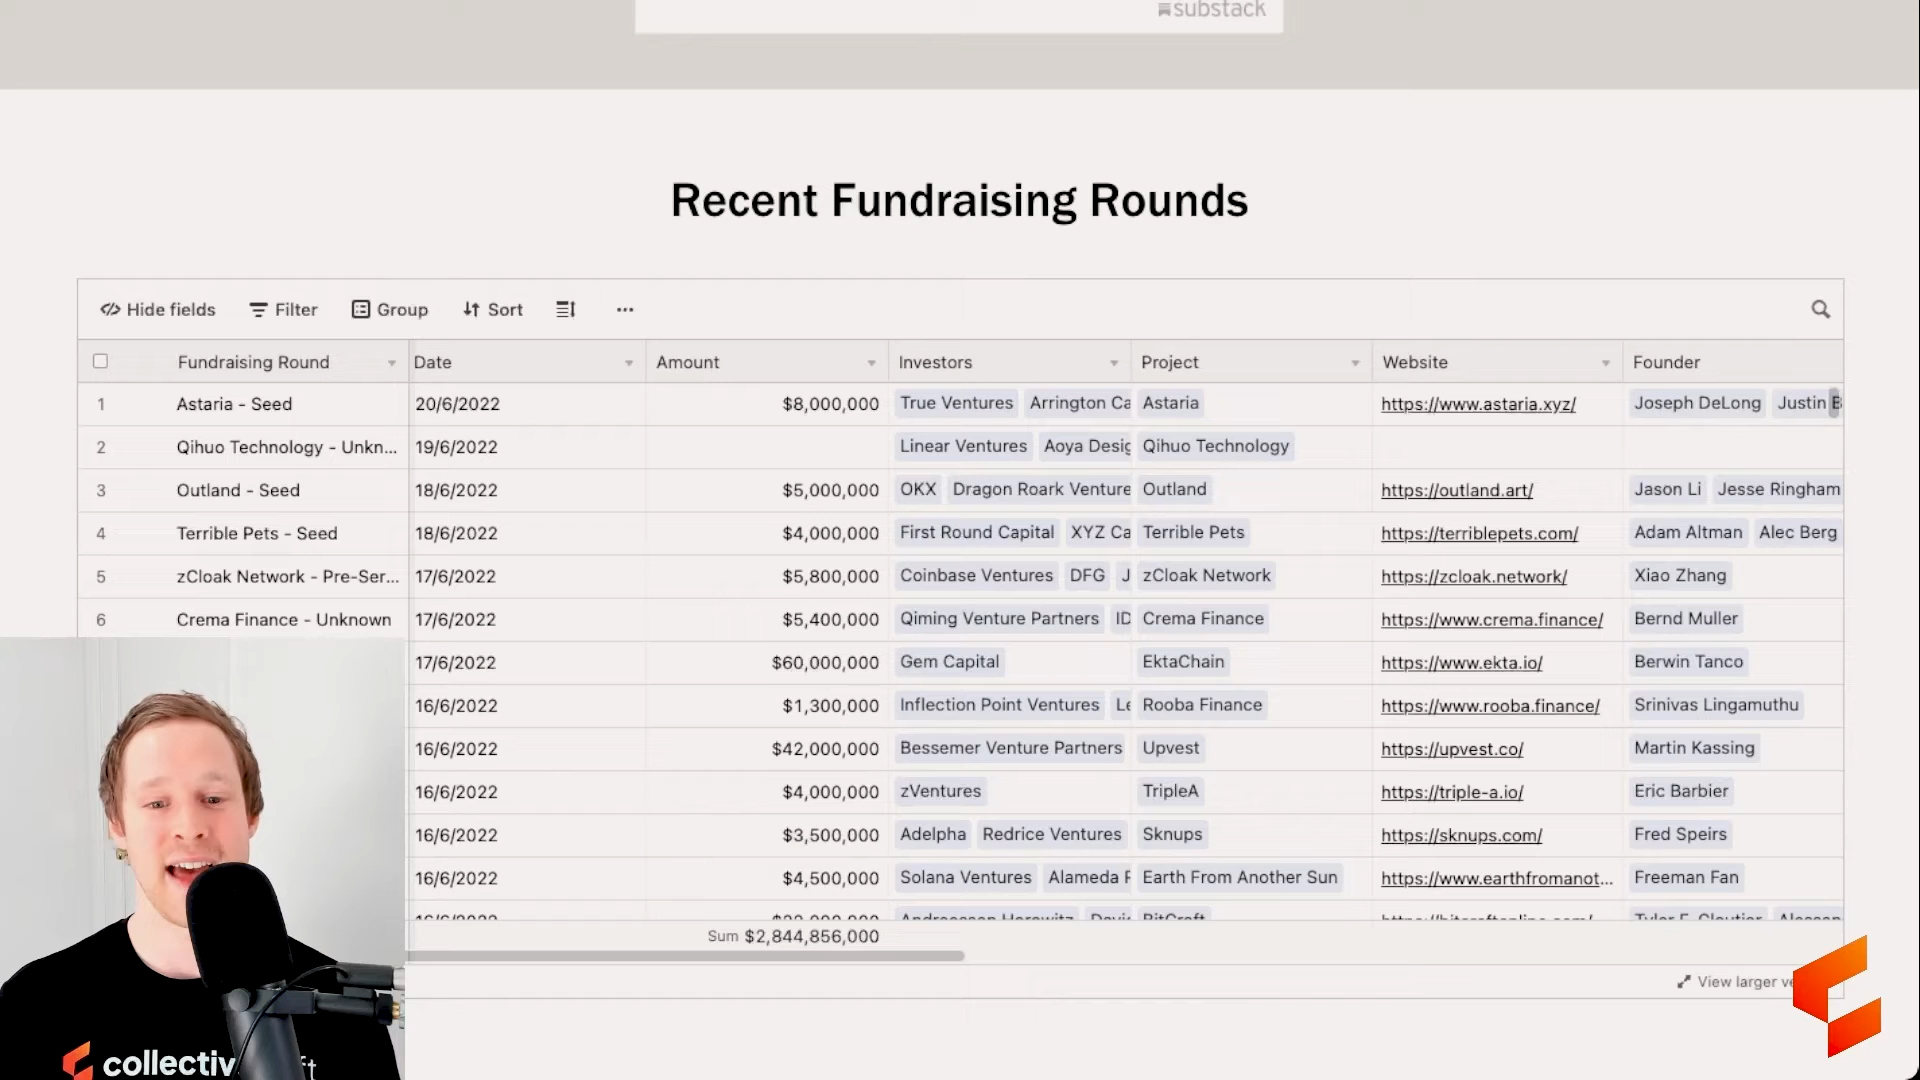 substack
Recent Fundraising Rounds
Hide fields Filter Group Sort
Fundraising Round Date Amount Investors Project Website Founder
1 Astaria - Seed 20/6/2022 $8,000,000 True Ventures Arrington Ca Astaria https://www.astaria.xyz/ Joseph DeLong Justin B
2 Qihuo Technology - Unkn... 19/6/2022 Linear Ventures Aoya Desig Qihuo Technology
3 Outland - Seed 18/6/2022 $5,000,000 OKX Dragon Roark Venture Outland https://outland.art/ Jason Li Jesse Ringham
4 Terrible Pets - Seed 18/6/2022 $4,000,000 First Round Capital XYZ Ca Terrible Pets https://terriblepets.com/ Adam Altman Alec Berg
5 zCloak Network - Pre-Ser... 17/6/2022 $5,800,000 Coinbase Ventures DFG J zCloak Network https://zcloak.network/ Xiao Zhang
6 Crema Finance - Unknown 17/6/2022 $5,400,000 Qiming Venture Partners ID Crema Finance https://www.crema.finance/ Bernd Muller
17/6/2022 $60,000,000 Gem Capital EktaChain https://www.ekta.io/ Berwin Tanco
16/6/2022 $1,300,000 Inflection Point Ventures Le Rooba Finance https://www.rooba.finance/ Srinivas Lingamuthu
16/6/2022 $42,000,000 Bessemer Venture Partners Upvest https://upvest.co/ Martin Kassing
16/6/2022 $4,000,000 zVentures TripleA https://triple-a.io/ Eric Barbier
16/6/2022 $3,500,000 Adelpha Redrice Ventures Sknups https://sknups.com/ Fred Speirs
16/6/2022 $4,500,000 Solana Ventures Alameda R Earth From Another Sun https://www.earthfromanot... Freeman Fan
16/6/2022 Andreessen Horowitz David BitCraft
Sum $2,844,856,000
View larger ve
collectiv ft